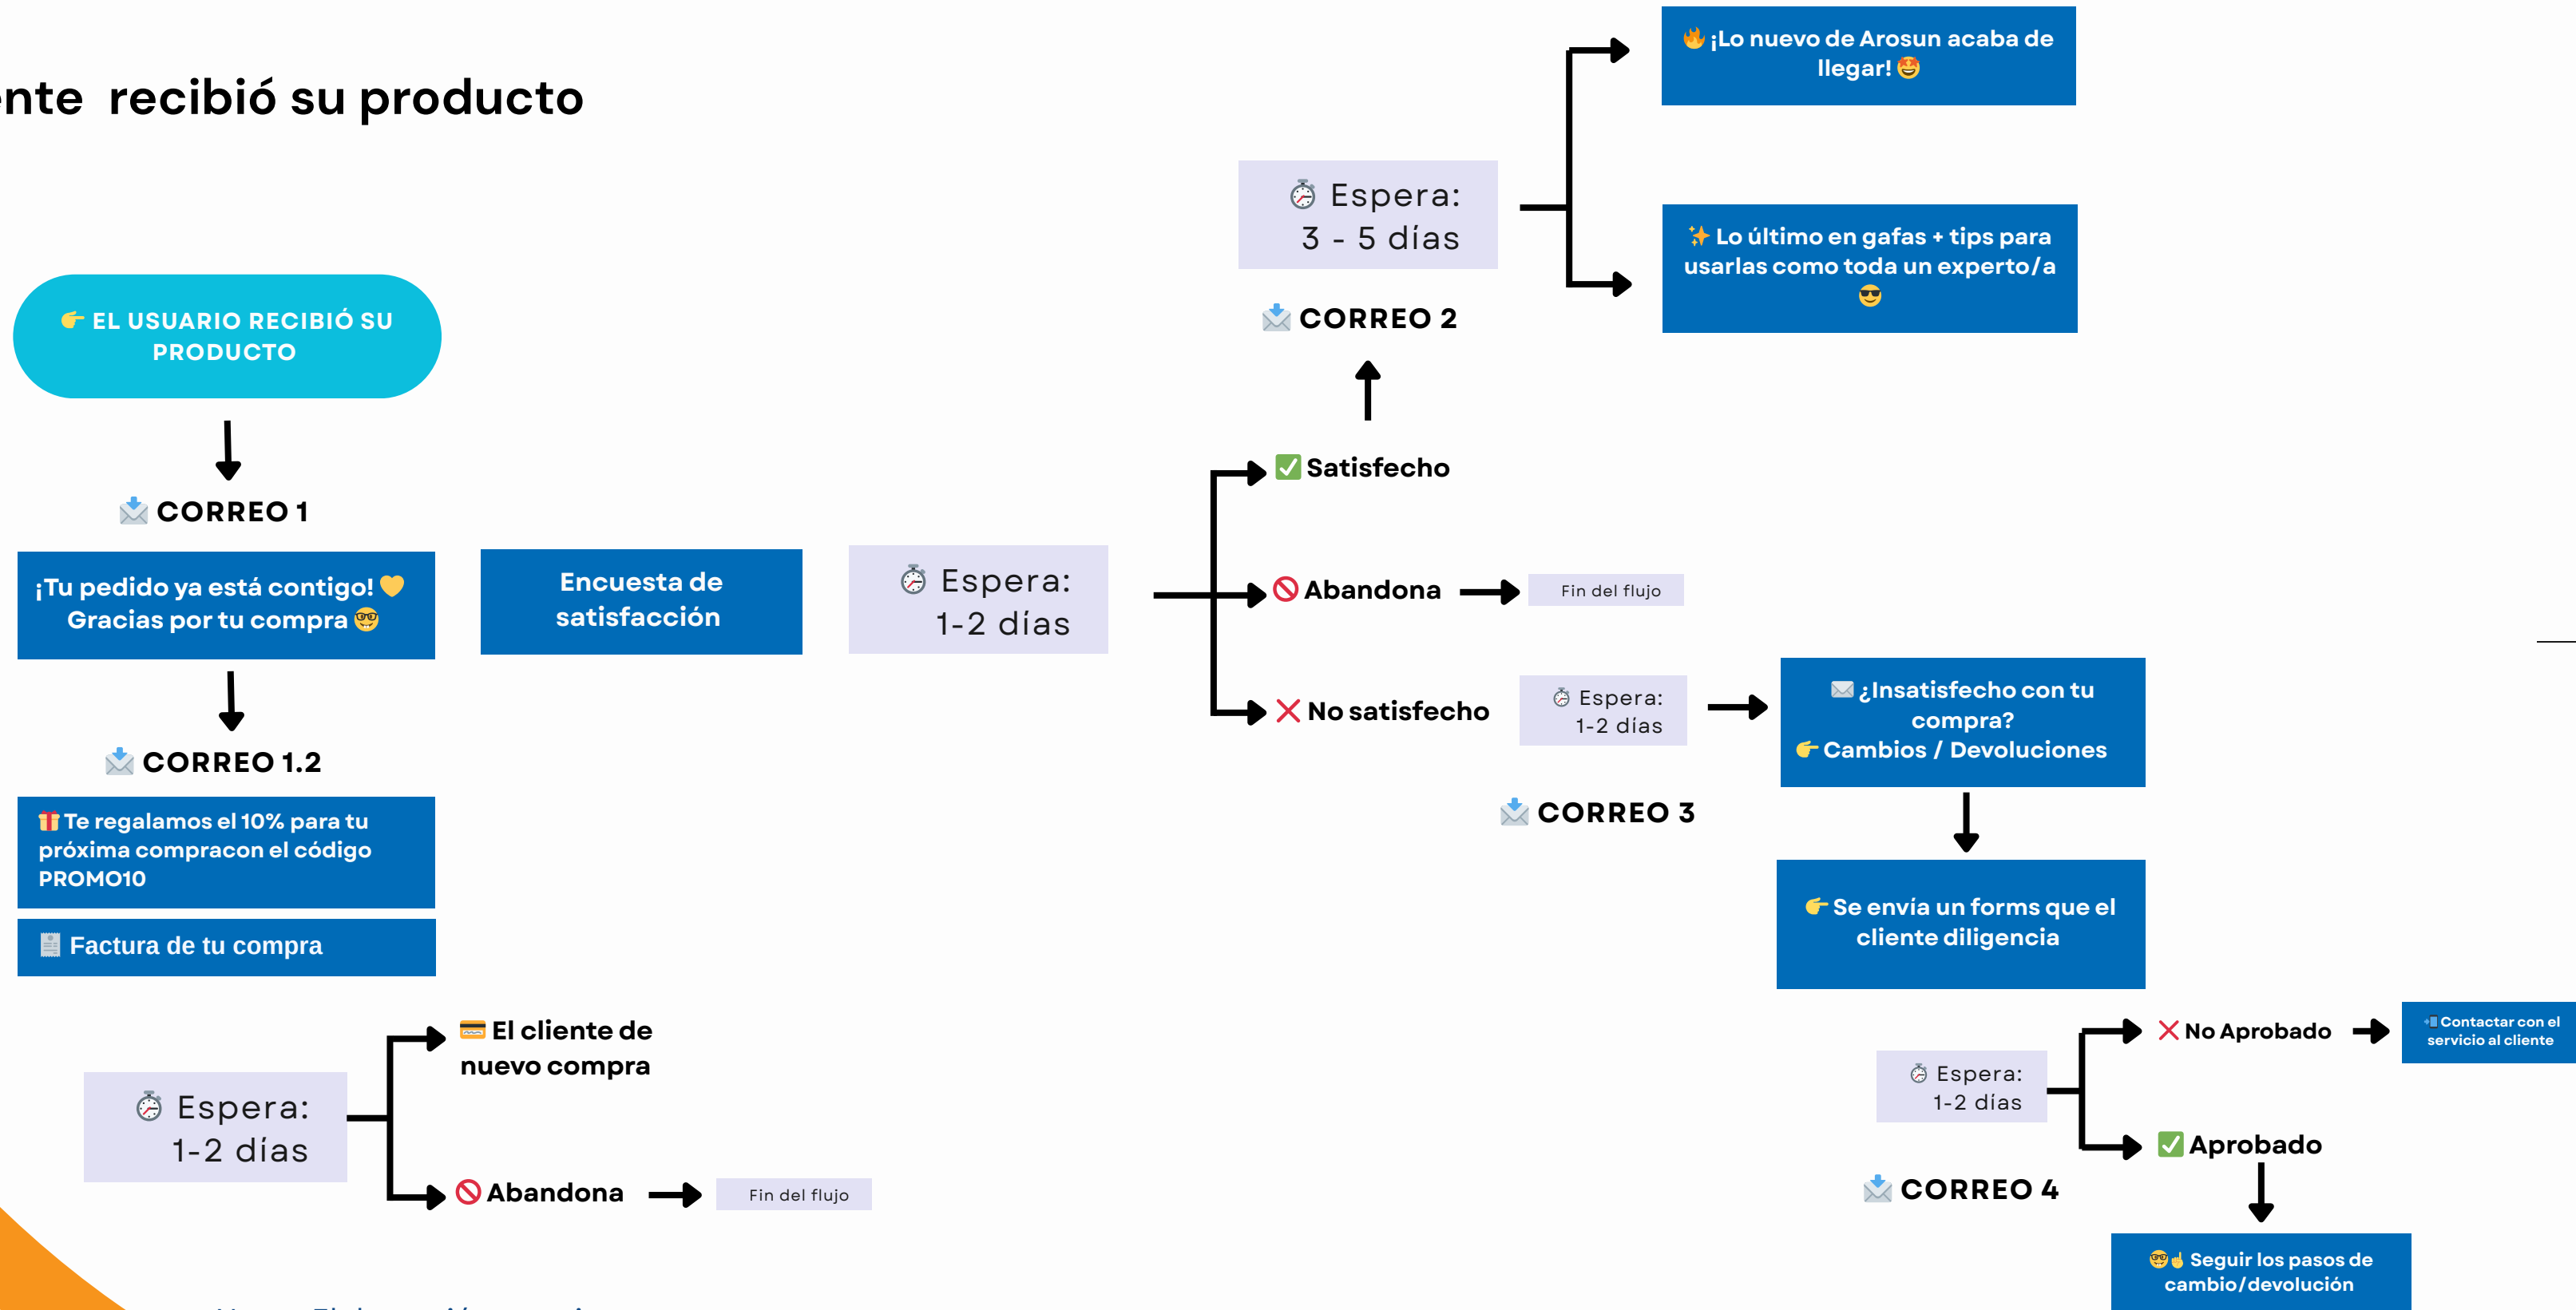 recibió su producto
👉 EL USUARIO RECIBIÓ SU
PRODUCTO
📩 CORREO 1
¡Tu pedido ya está contigo! 💛
Gracias por tu compra 🤓
📩 CORREO 1.2
🎁 Te regalamos el 10% para tu
próxima compracon el código
PROMO10
🧾 Factura de tu compra
⏱ Espera:
1-2 días
💳 El cliente de
nuevo compra
🚫 Abandona
Fin del flujo
Encuesta de
satisfacción
⏱ Espera:
1-2 días
✅ Satisfecho
🚫 Abandona
Fin del flujo
❌ No satisfecho
📩 CORREO 2
⏱ Espera:
3 - 5 días
🔥 ¡Lo nuevo de Arosun acaba de
llegar! 🤩
✨ Lo último en gafas + tips para
usarlas como toda un experto/a
😎
⏱ Espera:
1-2 días
📩 CORREO 3
✉ ¿Insatisfecho con tu
compra?
👉 Cambios / Devoluciones
👉 Se envía un forms que el
cliente diligencia
⏱ Espera:
1-2 días
📩 CORREO 4
❌ No Aprobado
📲 Contactar con el
servicio al cliente
✅ Aprobado
🤓☝ Seguir los pasos de
cambio/devolución